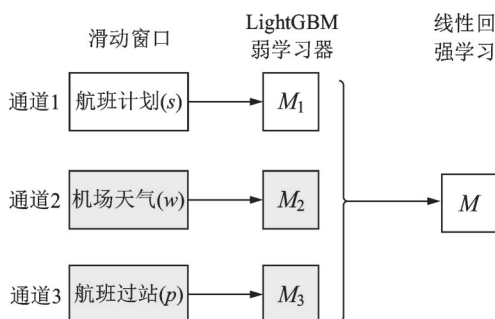 滑动窗口
LightGBM
弱学习器
线性回
强学习
通道1
航班计划(s)
M1
通道2
机场天气(w)
M2
M
通道3
航班过站(p)
M3